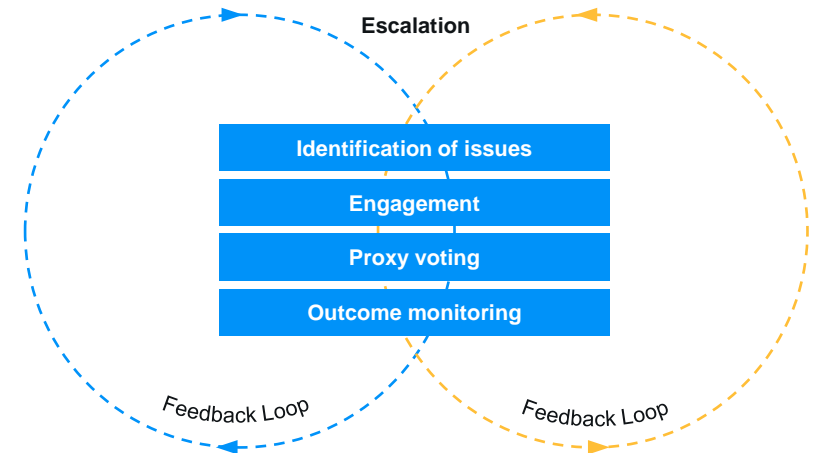 Escalation
Identification of issues
Engagement
Proxy voting
Outcome monitoring
Feedback Loop
Feedback Loop